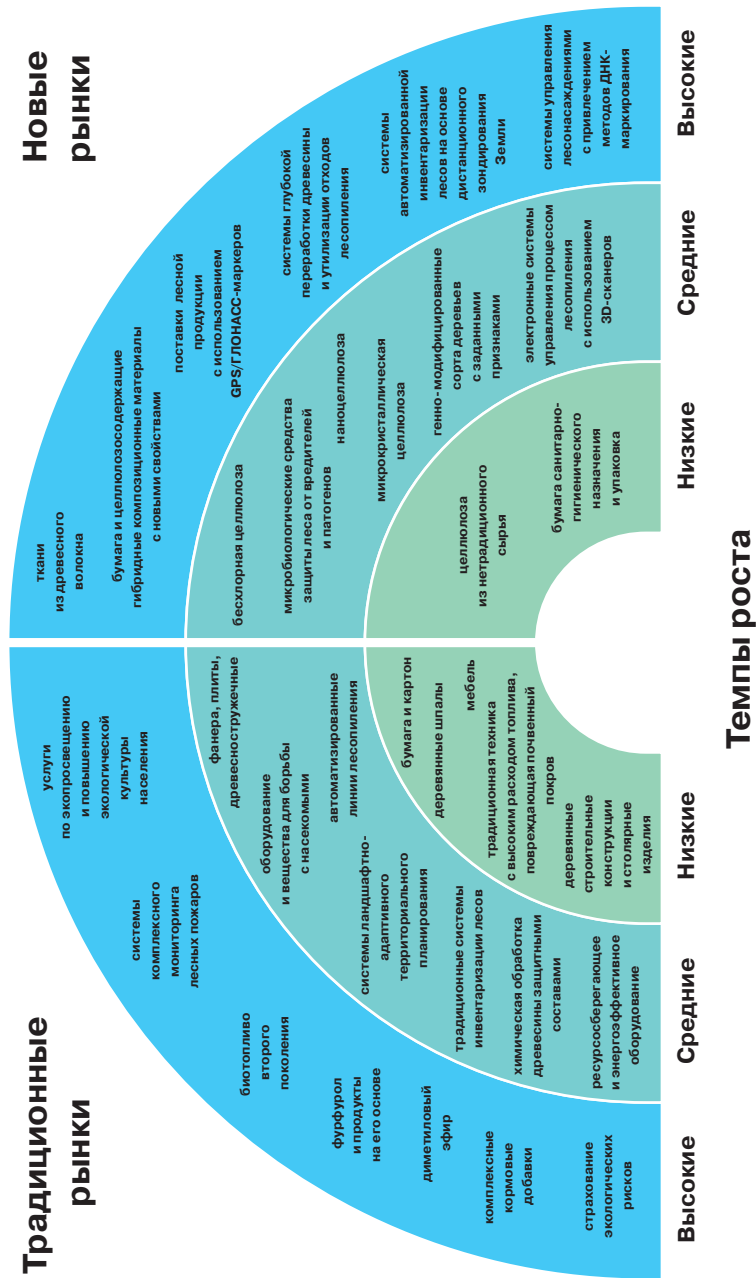 Традиционные
рынки
Новые
рынки
услуги
по экопросвещению
и повышению
экологической
культуры
населения
системы
комплексного
мониторинга
лесных пожаров
биотопливо
второго
поколения
фурфурол
и продукты
на его основе
диметиловый
эфир
комплексные
кормовые
добавки
страхование
экологических
рисков
фанера, плиты,
древесностружечные
оборудование
и вещества для борьбы
с насекомыми
автоматизированные
линии лесопиления
системы ландшафтно-
адаптивного
территориального
планирования
традиционные системы
инвентаризации лесов
химическая обработка
древесины защитными
составами
ресурсосберегающее
и энергоэффективное
оборудование
бумага и картон
деревянные шпалы
мебель
традиционная техника
с высоким расходом топлива,
повреждающая почвенный
покров
деревянные
строительные
конструкции
и столярные
изделия
ткани
из древесного
волокна
бумага и целлюлозосодержащие
гибридные композиционные материалы
с новыми свойствами
поставки лесной
продукции
с использованием
GPS/ГЛОНАСС-маркеров
системы глубокой
переработки древесины
и утилизации отходов
лесопиления
системы
автоматизированной
инвентаризации
лесов на основе
дистанционного
зондирования
Земли
системы управления
лесонасаждениями
с привлечением
методов ДНК-
маркирования
бесхлорная целлюлоза
микробиологические средства
защиты леса от вредителей
и патогенов
наноцеллюлоза
микрокристаллическая
целлюлоза
генно-модифицированные
сорта деревьев
с заданными
признаками
электронные системы
управления процессом
лесопиления
с использованием
3D-сканеров
целлюлоза
из нетрадиционного
сырья
бумага санитарно-
гигиенического
назначения
и упаковка
Высокие
Средние
Низкие
Низкие
Средние
Высокие
Темпы роста